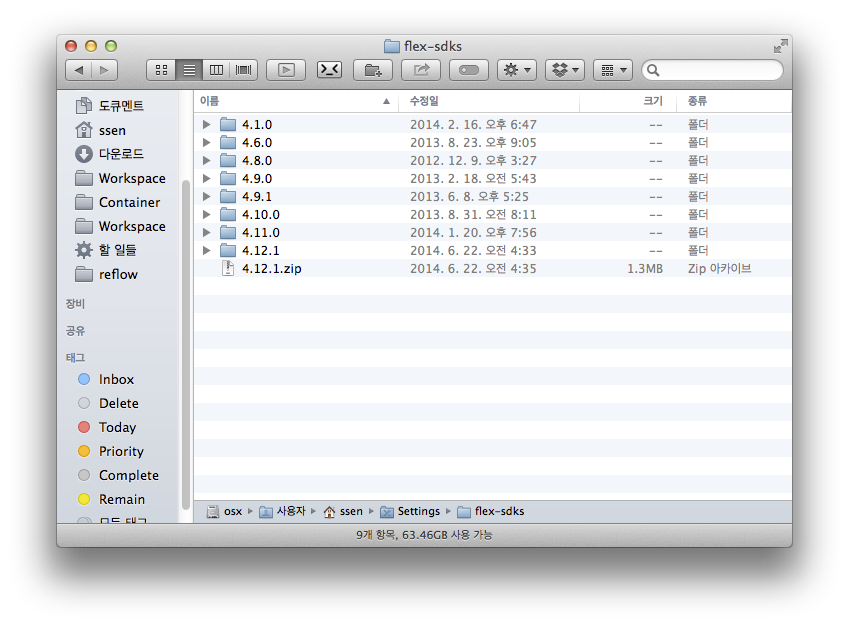 flex-sdks
도큐멘트
ssen
다운로드
Workspace
Container
Workspace
할 일들
reflow
장비
공유
태그
Inbox
Delete
Today
Priority
Complete
Remain
모든 태그
이름 수정일 크기 종류
4.1.0 2014. 2. 16. 오후 6:47 -- 폴더
4.6.0 2013. 8. 23. 오후 9:05 -- 폴더
4.8.0 2012. 12. 9. 오후 3:27 -- 폴더
4.9.0 2013. 2. 18. 오전 5:43 -- 폴더
4.9.1 2013. 6. 8. 오후 5:25 -- 폴더
4.10.0 2013. 8. 31. 오전 8:11 -- 폴더
4.11.0 2014. 1. 20. 오후 7:56 -- 폴더
4.12.1 2014. 6. 22. 오전 4:33 -- 폴더
4.12.1.zip 2014. 6. 22. 오전 4:35 1.3MB Zip 아카이브
osx ▸ 사용자 ▸ ssen ▸ Settings ▸ flex-sdks
9개 항목, 63.46GB 사용 가능